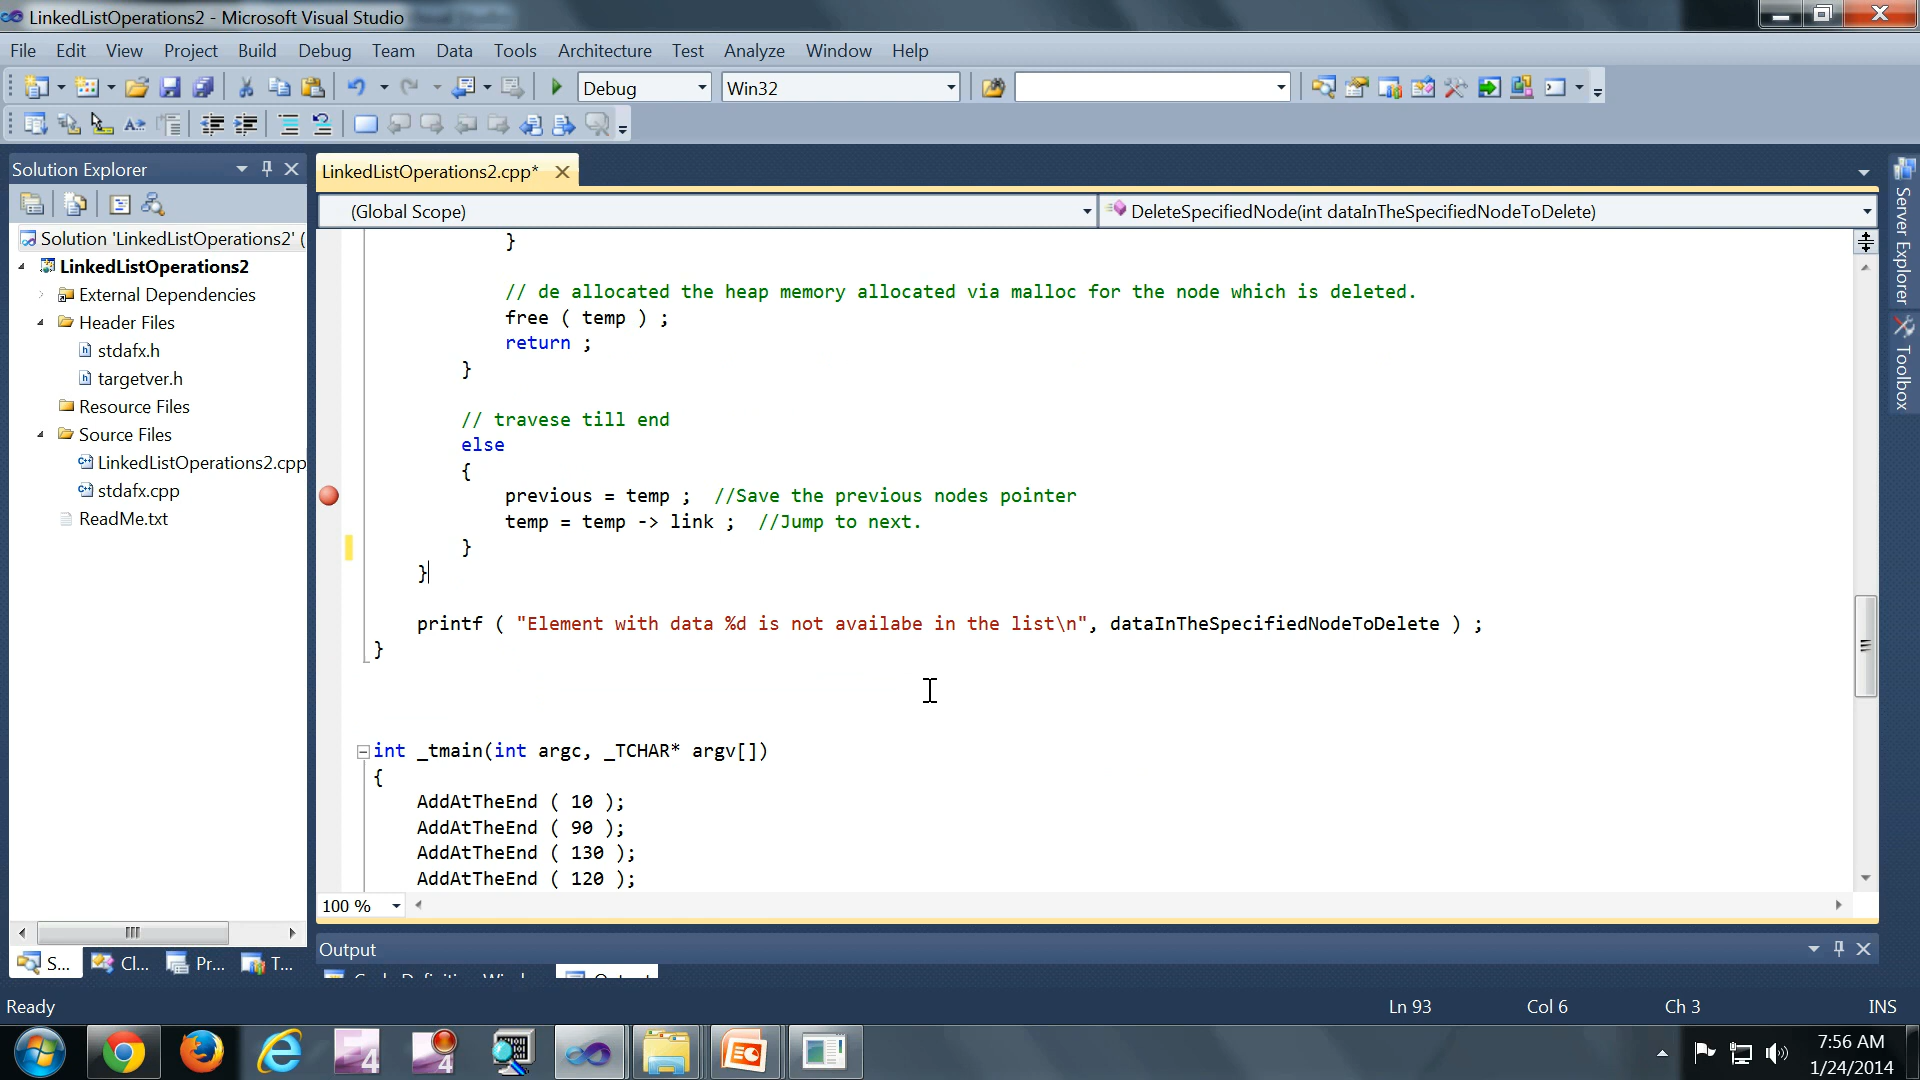 LinkedListOperations2 - Microsoft Visual Studio
File Edit View Project Build Debug Team Data Tools Architecture Test Analyze Window Help
Debug Win32
Solution Explorer
LinkedListOperations2.cpp*
(Global Scope) DeleteSpecifiedNode(int dataInTheSpecifiedNodeToDelete)
Solution 'LinkedListOperations2' (
LinkedListOperations2
External Dependencies
Header Files
stdafx.h
targetver.h
Resource Files
Source Files
LinkedListOperations2.cpp
stdafx.cpp
ReadMe.txt
}
// de allocated the heap memory allocated via malloc for the node which is deleted.
free ( temp ) ;
return ;
}
// travese till end
else
{
previous = temp ; //Save the previous nodes pointer
temp = temp -> link ; //Jump to next.
}
}
printf ( "Element with data %d is not availabe in the list\n", dataInTheSpecifiedNodeToDelete ) ;
}
int _tmain(int argc, _TCHAR* argv[])
{
AddAtTheEnd ( 10 );
AddAtTheEnd ( 90 );
AddAtTheEnd ( 130 );
AddAtTheEnd ( 120 );
100 %
Server Explorer
Toolbox
S... Cl... Pr... T...
Output
Ready Ln 93 Col 6 Ch 3 INS
7:56 AM
1/24/2014